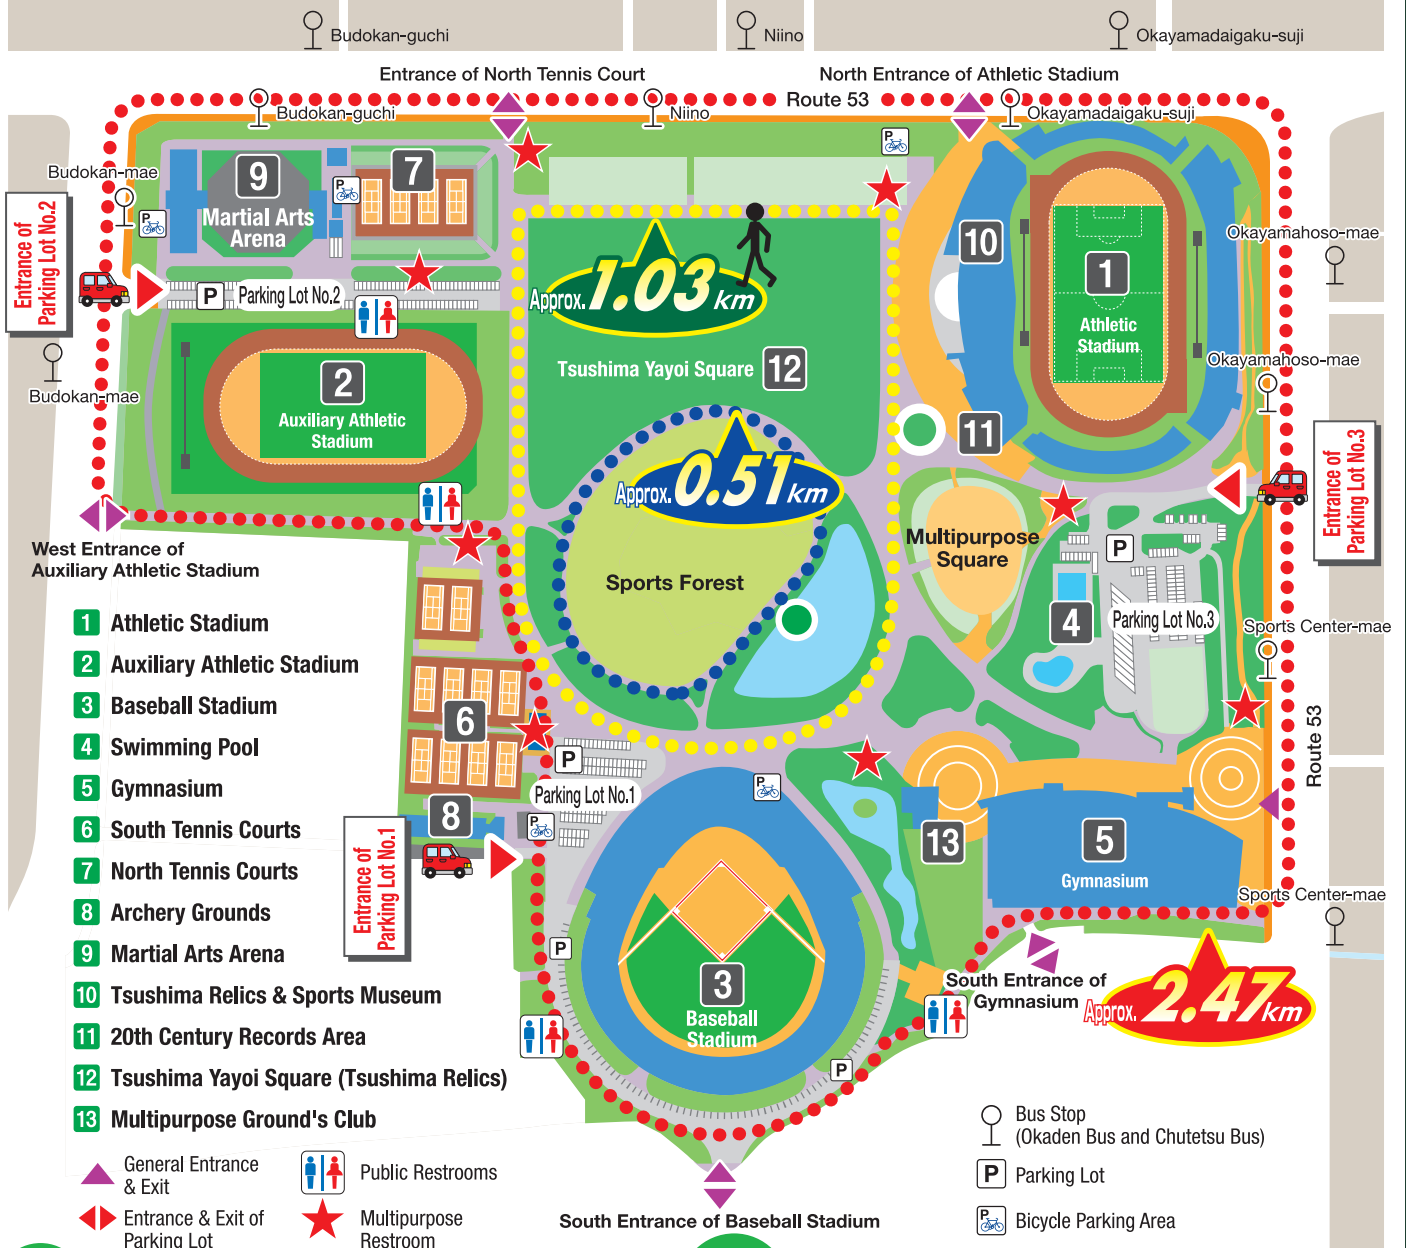 Budokan-guchi
Niino
Okayamadaigaku-suji
Entrance of North Tennis Court
North Entrance of Athletic Stadium
Route 53
Budokan-guchi
Niino
Okayamadaigaku-suji
Budokan-mae
P
9
Martial Arts
Arena
P
7
P
Entrance of
Parking Lot No.2
P
Parking Lot No.2
Budokan-mae
2
Auxiliary Athletic
Stadium
Approx. 1.03 km
Tsushima Yayoi Square
12
10
1
Athletic
Stadium
Okayamahoso-mae
Okayamahoso-mae
11
Approx. 0.51 km
Sports Forest
Multipurpose
Square
P
4
Parking Lot No.3
Entrance of
Parking Lot No.3
Sports Center-mae
Route 53
West Entrance of
Auxiliary Athletic Stadium
1 Athletic Stadium
2 Auxiliary Athletic Stadium
3 Baseball Stadium
4 Swimming Pool
5 Gymnasium
6 South Tennis Courts
7 North Tennis Courts
8 Archery Grounds
9 Martial Arts Arena
10 Tsushima Relics & Sports Museum
11 20th Century Records Area
12 Tsushima Yayoi Square (Tsushima Relics)
13 Multipurpose Ground's Club
6
P
Parking Lot No.1
P
8
P
Entrance of
Parking Lot No.1
P
3
Baseball
Stadium
P
13
5
Gymnasium
Sports Center-mae
South Entrance of
Gymnasium
Approx. 2.47 km
General Entrance
& Exit
Entrance & Exit of
Parking Lot
Public Restrooms
Multipurpose
Restroom
South Entrance of Baseball Stadium
Bus Stop
(Okaden Bus and Chutetsu Bus)
P Parking Lot
P Bicycle Parking Area